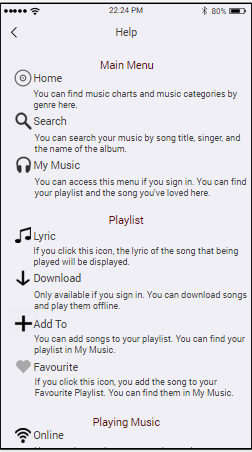 22:24 PM 80%
Help
Main Menu
Home
You can find music charts and music categories by
genre here.
Search
You can search your music by song title, singer, and
the name of the album.
My Music
You can access this menu if you sign in. You can find
your playlist and the song you've loved here.
Playlist
Lyric
If you click this icon, the lyric of the song that being
played will be displayed.
Download
Only available if you sign in. You can download songs
and play them offline.
Add To
You can add songs to your playlist. You can find your
playlist in My Music.
Favourite
If you click this icon, you add the song to your
Favourite Playlist. You can find them in My Music.
Playing Music
Online